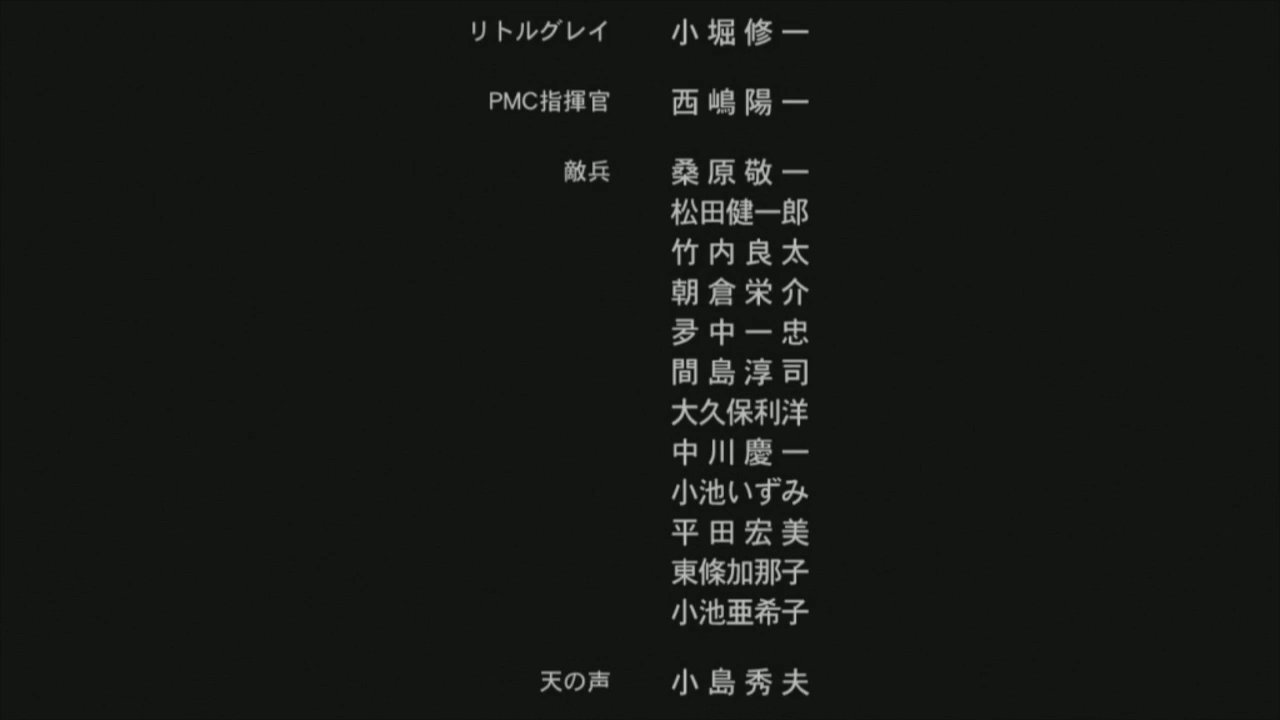 リトルグレイ 小堀修一
PMC指揮官 西嶋陽一
敵兵 桑原敬一
松田健一郎
竹内良太
朝倉栄介
夛中一忠
間島淳司
大久保利洋
中川慶一
小池いずみ
平田宏美
東條加那子
小池亜希子
天の声 小島秀夫